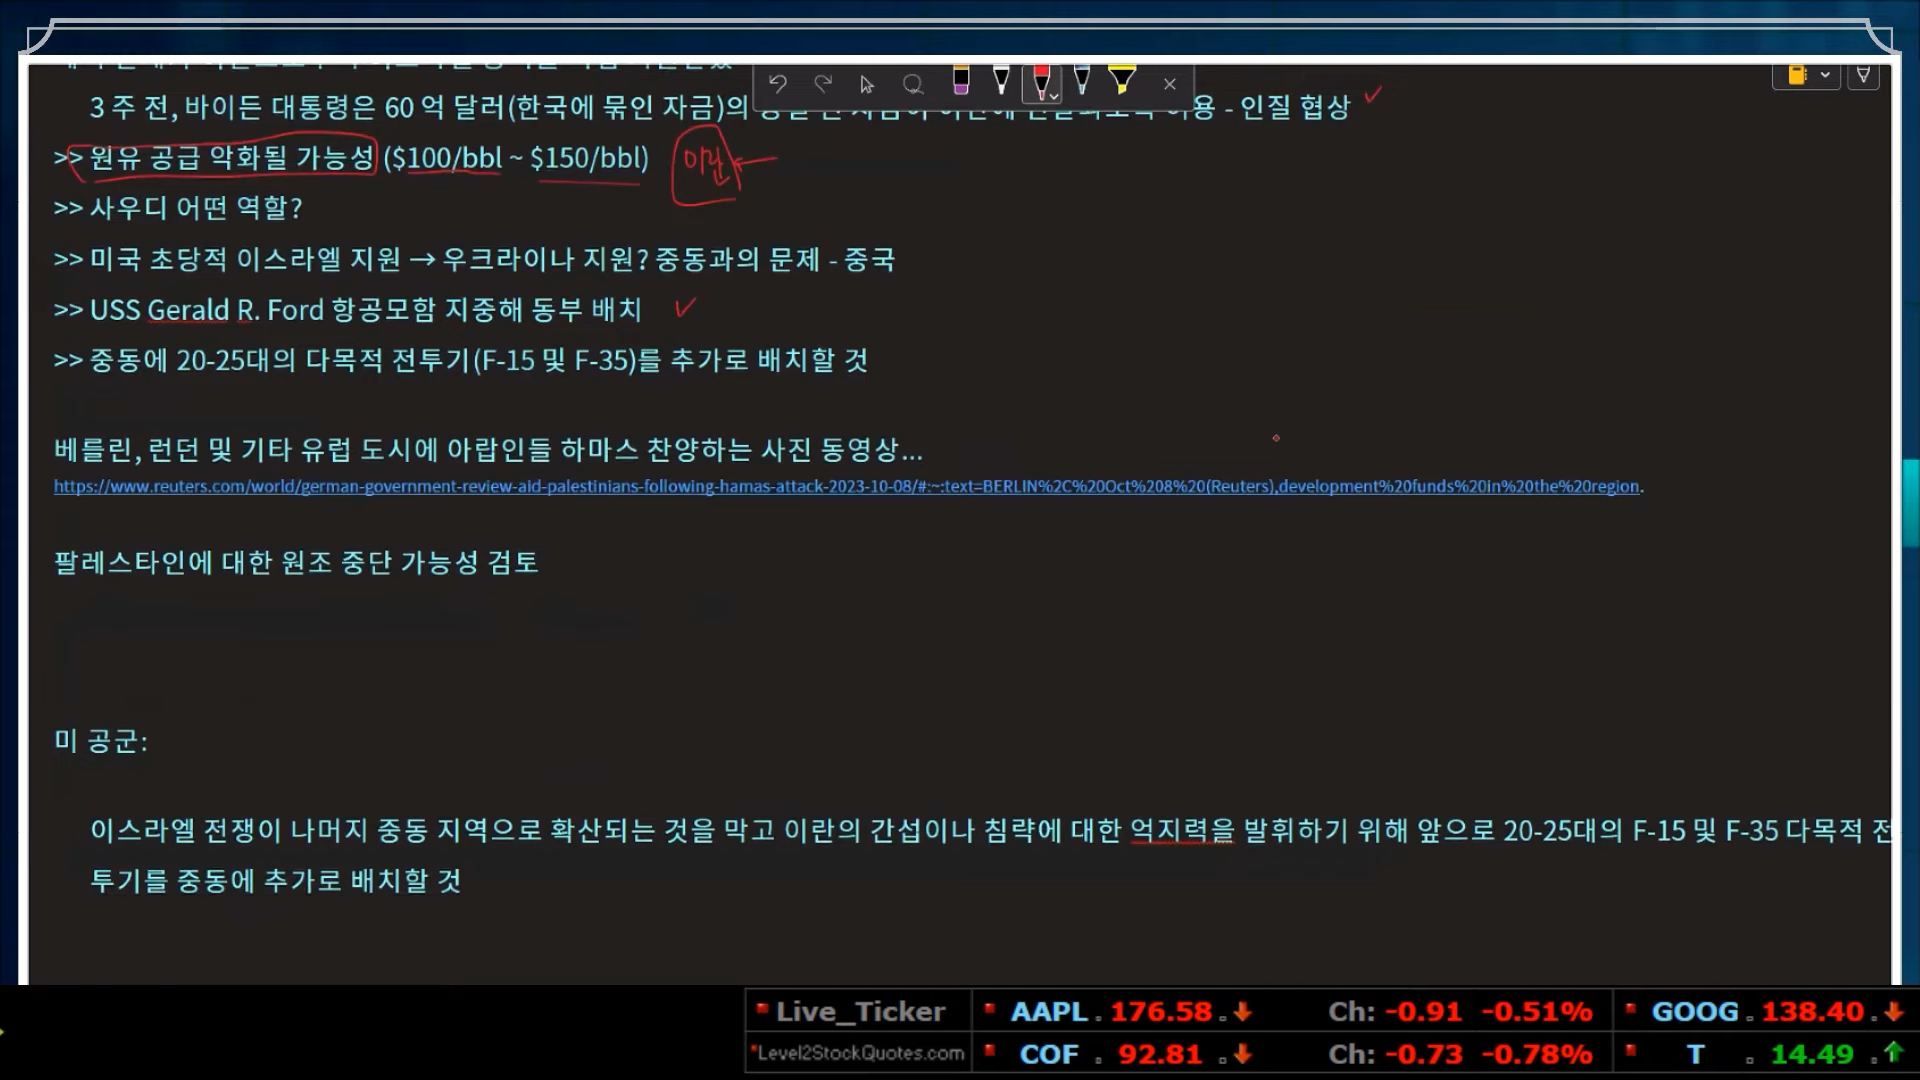 3주 전, 바이든 대통령은 60억 달러(한국에 묶인 자금)의 용 - 인질 협상
>> 원유 공급 악화될 가능성 ($100/bbl ~ $150/bbl) 이란
>> 사우디 어떤 역할?
>> 미국 초당적 이스라엘 지원 → 우크라이나 지원? 중동과의 문제 - 중국
>> USS Gerald R. Ford 항공모함 지중해 동부 배치
>> 중동에 20-25대의 다목적 전투기(F-15 및 F-35)를 추가로 배치할 것
베를린, 런던 및 기타 유럽 도시에 아랍인들 하마스 찬양하는 사진 동영상...
https://www.reuters.com/world/german-government-review-aid-palestinians-following-hamas-attack-2023-10-08/#:~:text=BERLIN%2C%20Oct%208%20(Reuters),development%20funds%20in%20the%20region.
팔레스타인에 대한 원조 중단 가능성 검토
미 공군:
이스라엘 전쟁이 나머지 중동 지역으로 확산되는 것을 막고 이란의 간섭이나 침략에 대한 억지력을 발휘하기 위해 앞으로 20-25대의 F-15 및 F-35 다목적 전
투기를 중동에 추가로 배치할 것
Live_Ticker AAPL 176.58 Ch: -0.91 -0.51% GOOG 138.40
Level2StockQuotes.com COF 92.81 Ch: -0.73 -0.78% T 14.49